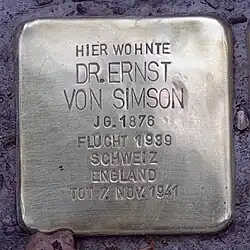 HIER WOHNTE
DR. ERNST
VON SIMSON
JG. 1876
FLUCHT 1939
SCHWEIZ
ENGLAND
TOT 7. NOV. 1941